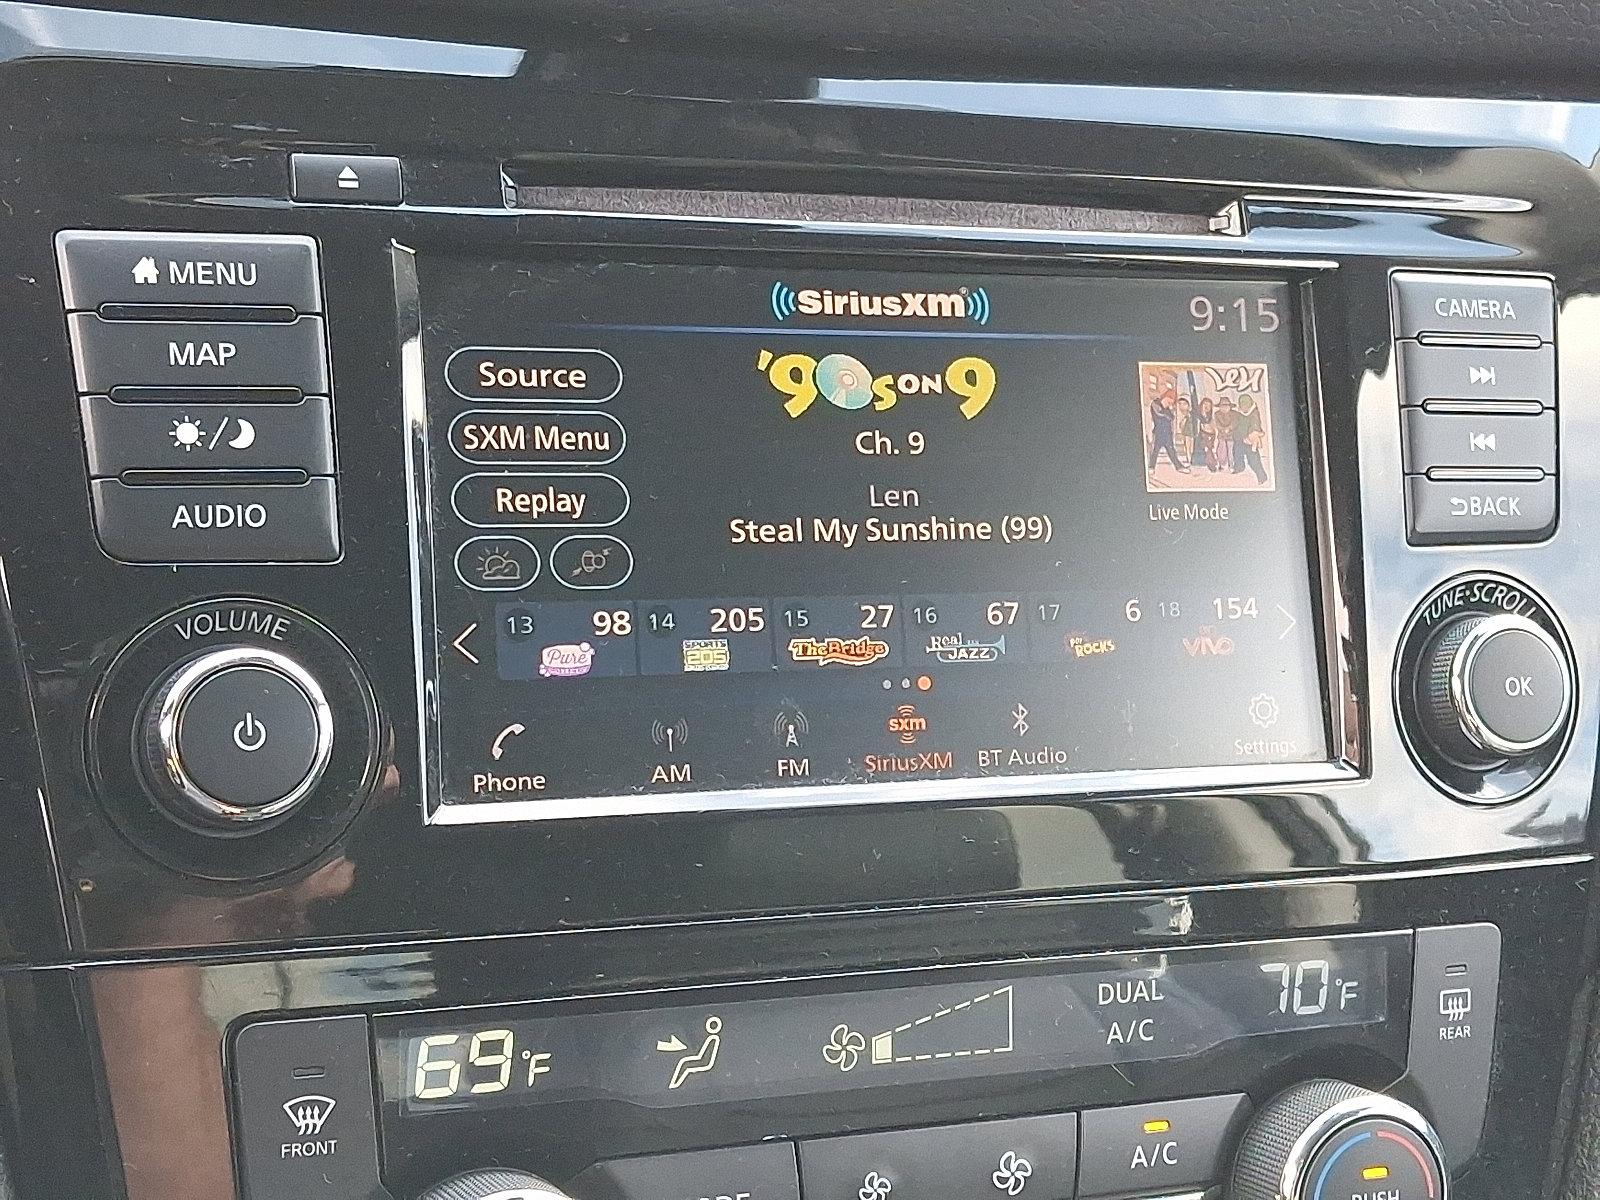 MENU
MAP
AUDIO
VOLUME
SiriusXM
9:15
Source
SXM Menu
Replay
'90s ON 9
Ch. 9
Len
Steal My Sunshine (99)
Len
Live Mode
13 98 14 205 15 27 16 67 17 6 18 154
Pure
205
The Bridge
Real JAZZ
ROCKS
VIVO
Phone
AM
FM
sxm
SiriusXM
BT Audio
Settings
CAMERA
BACK
TUNE·SCROLL
OK
69°F
DUAL
A/C
70°F
REAR
FRONT
A/C
PUSH